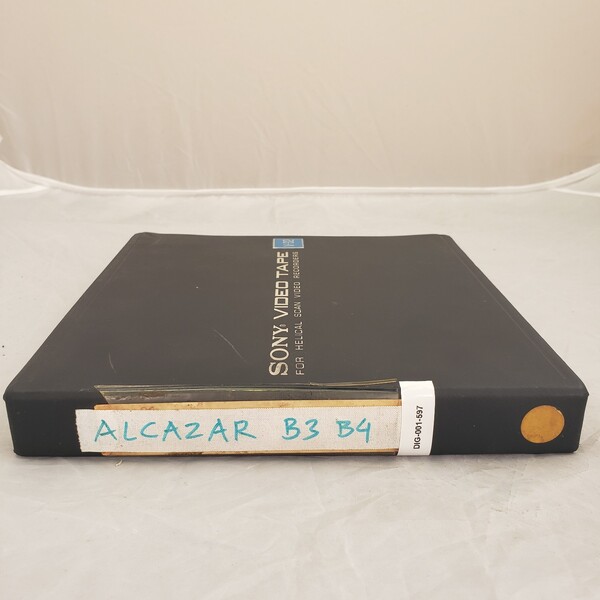 SONY VIDEO TAPE
FOR HELICAL SCAN VIDEO RECORDERS
ALCAZAR B3 B4
DIG-001-597